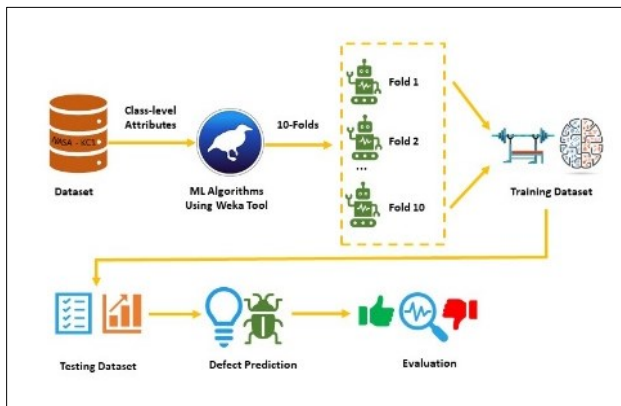 Class-level
Attributes
10-Folds
Fold 1
Fold 2
...
Fold 10
NASA - KC1
Dataset
ML Algorithms
Using Weka Tool
Training Dataset
Testing Dataset
Defect Prediction
Evaluation